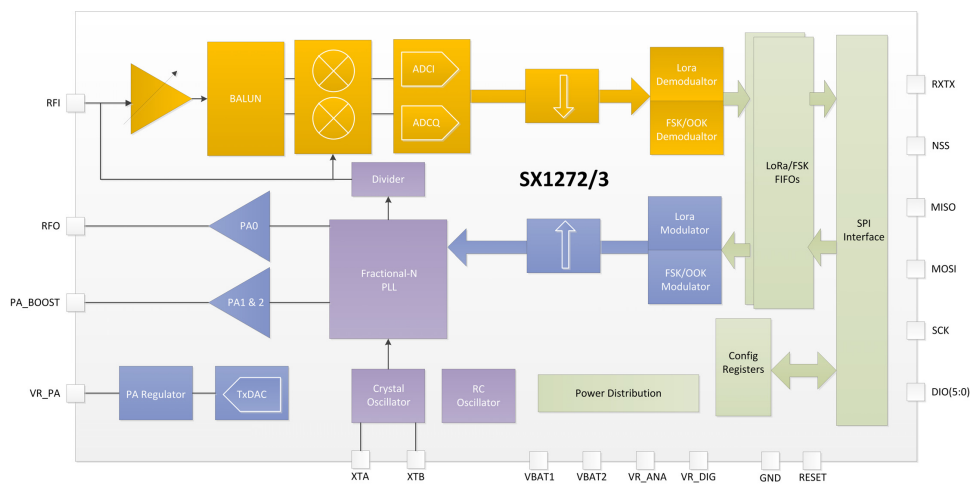 SX1272/3
RFI
BALUN
ADCI
ADCQ
Lora
Demodualtor
FSK/OOK
Demodualtor
LoRa/FSK
FIFOs
SPI
Interface
RXTX
NSS
MISO
MOSI
SCK
DIO(5:0)
Divider
RFO
PA0
Fractional-N
PLL
Lora
Modulator
FSK/OOK
Modulator
PA_BOOST
PA1 & 2
Config
Registers
VR_PA
PA Regulator
TxDAC
Crystal
Oscillator
RC
Oscillator
Power Distribution
XTA
XTB
VBAT1
VBAT2
VR_ANA
VR_DIG
GND
RESET